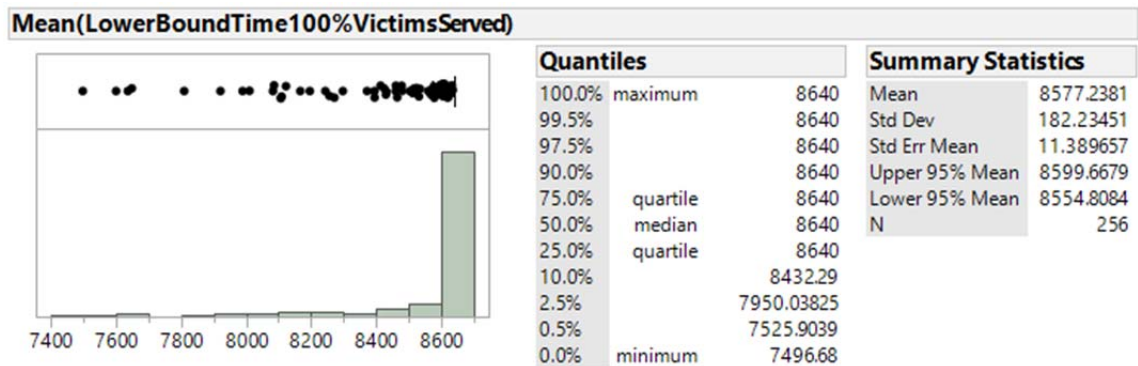 Mean(LowerBoundTime100%VictimsServed)
7400 7600 7800 8000 8200 8400 8600
Quantiles
100.0% maximum 8640
99.5% 8640
97.5% 8640
90.0% 8640
75.0% quartile 8640
50.0% median 8640
25.0% quartile 8640
10.0% 8432.29
2.5% 7950.03825
0.5% 7525.9039
0.0% minimum 7496.68
Summary Statistics
Mean 8577.2381
Std Dev 182.23451
Std Err Mean 11.389657
Upper 95% Mean 8599.6679
Lower 95% Mean 8554.8084
N 256